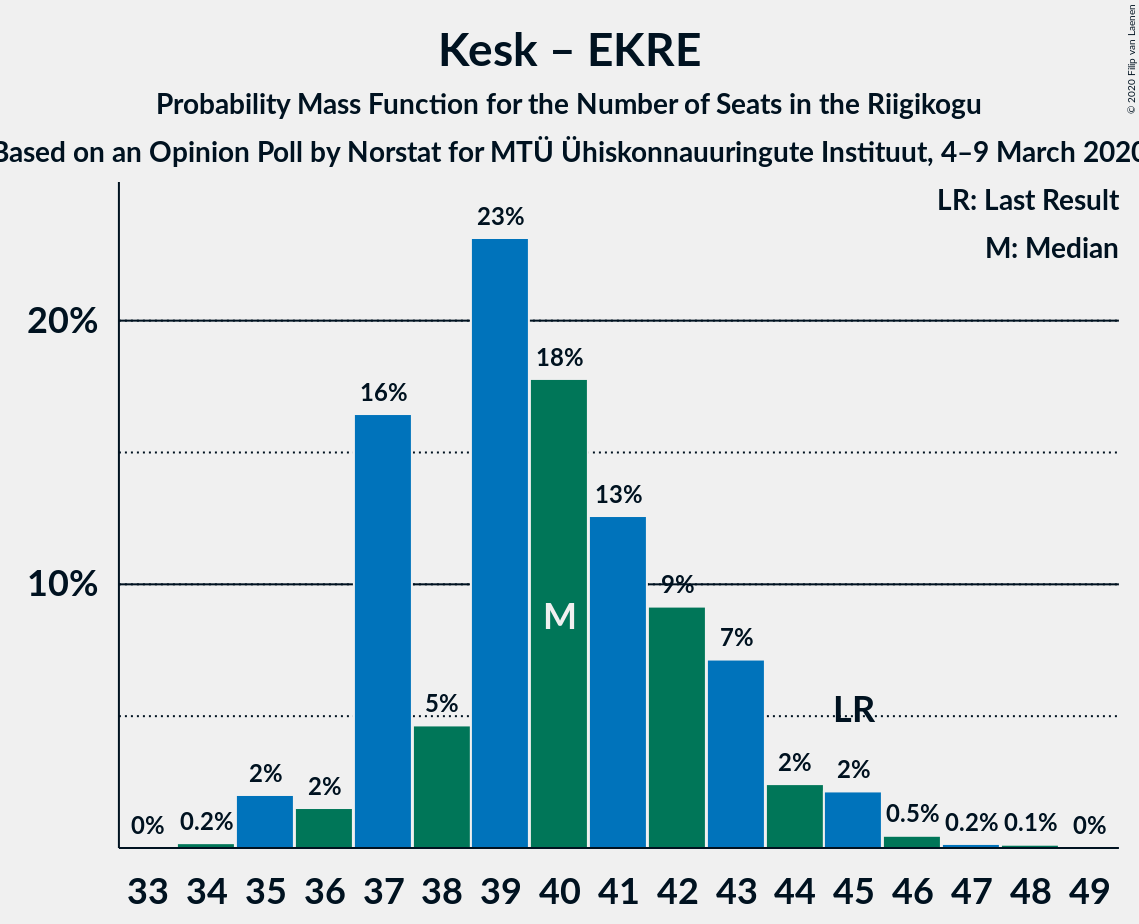 © 2020 Filip van Laenen
Kesk – EKRE
Probability Mass Function for the Number of Seats in the Riigikogu
Based on an Opinion Poll by Norstat for MTÜ Ühiskonnauuringute Instituut, 4–9 March 2020
LR: Last Result
M: Median
23%
20%
18%
16%
13%
10%
9%
M
7%
5%
LR
2%
2%
2%
2%
0%
0.2%
0.5%
0.2%
0.1%
0%
33 34 35 36 37 38 39 40 41 42 43 44 45 46 47 48 49